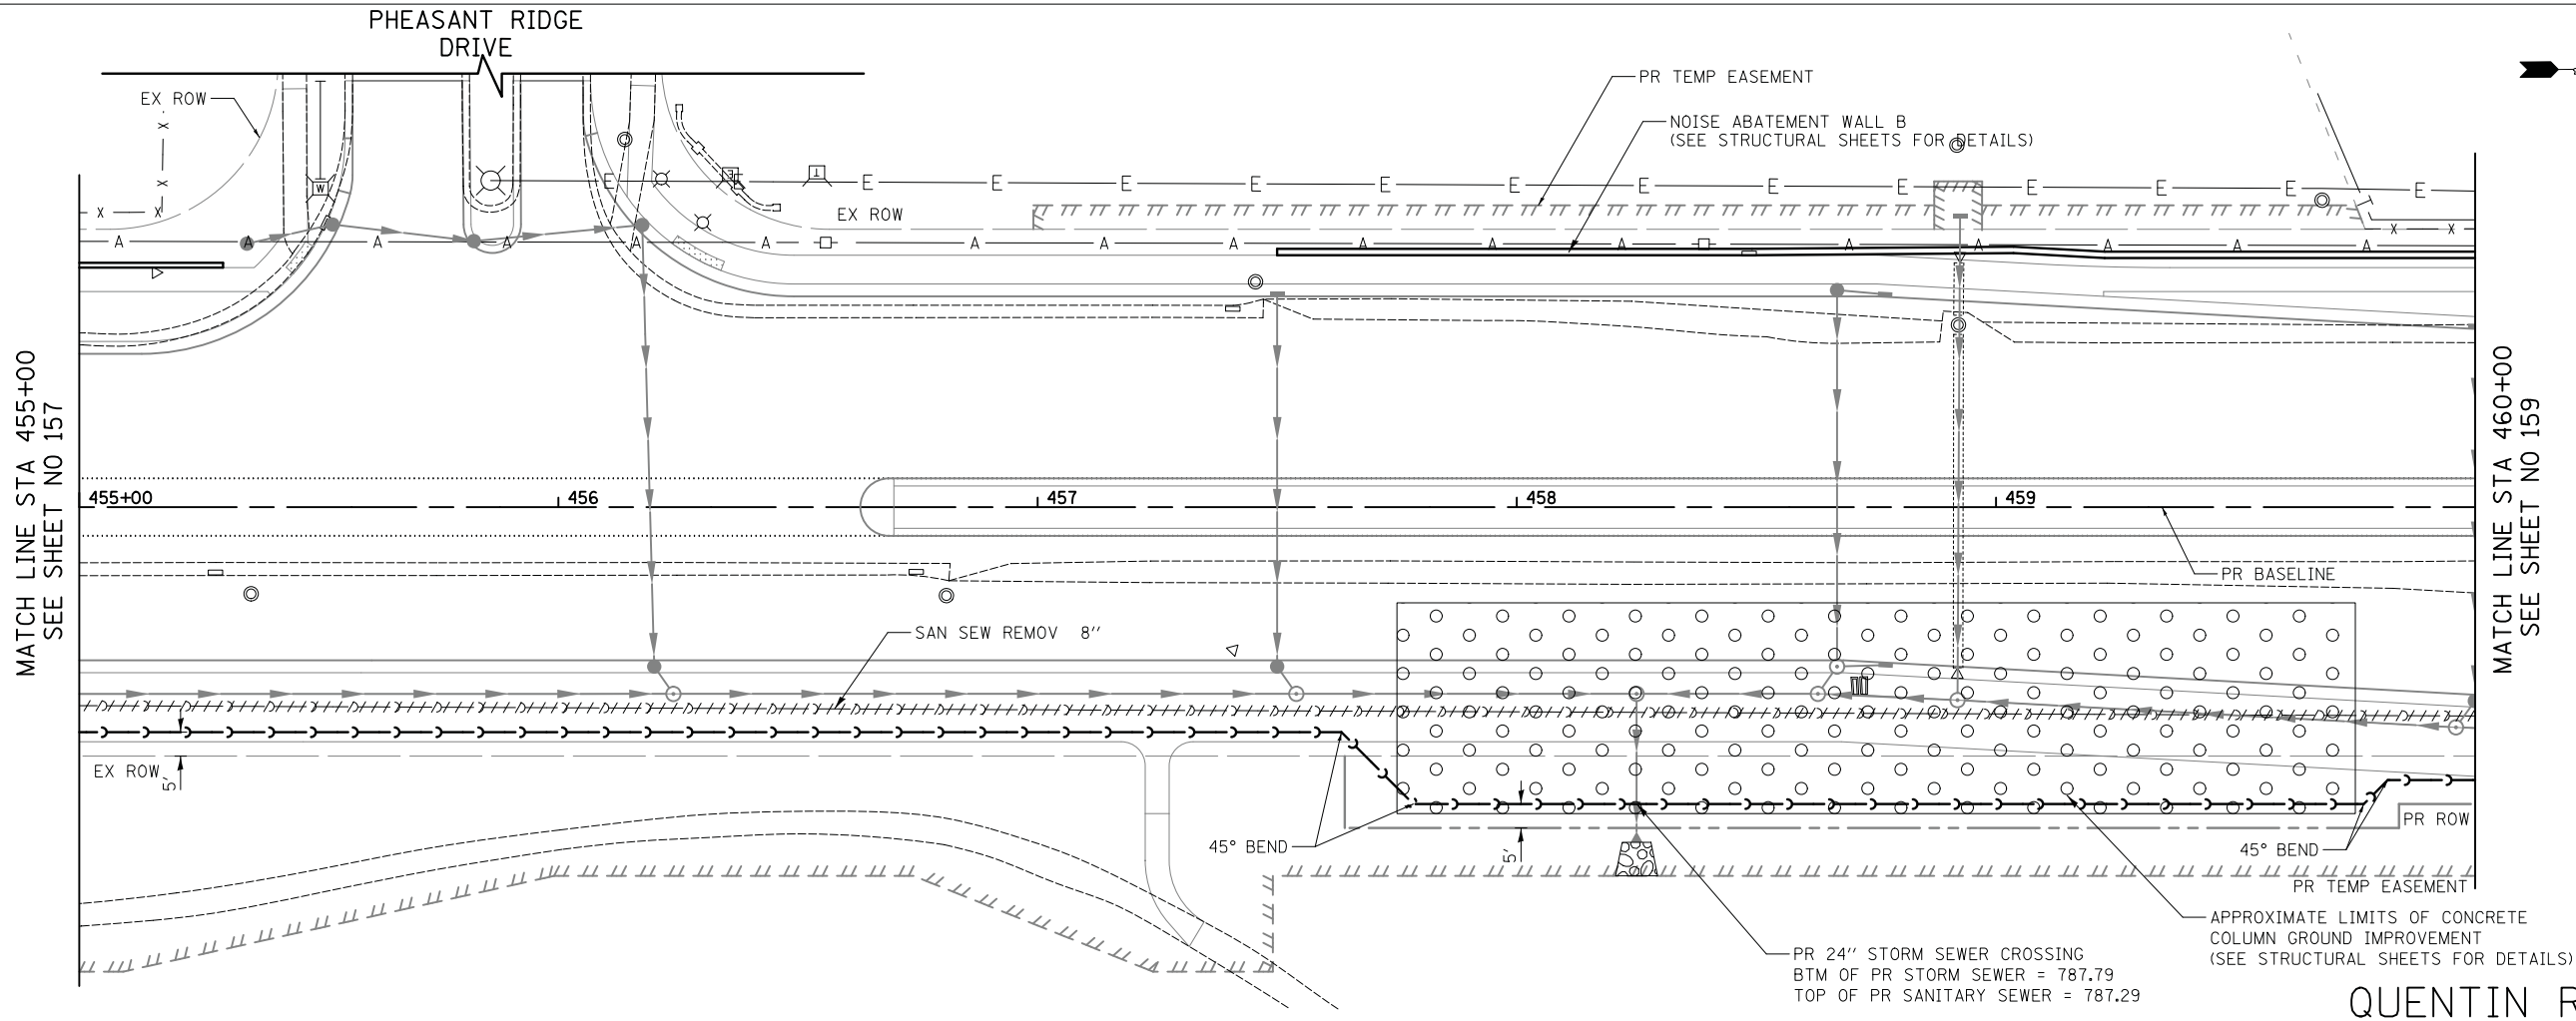 PHEASANT RIDGE
DRIVE
EX ROW
PR TEMP EASEMENT
NOISE ABATEMENT WALL B
(SEE STRUCTURAL SHEETS FOR DETAILS)
EX ROW
X
X
X
X
X
X
W
E
T
E E E E E E E E E E E E E E
A A A A A A A A A A A A A A A A A
MATCH LINE STA 455+00
SEE SHEET NO 157
455+00
456
457
458
459
MATCH LINE STA 460+00
SEE SHEET NO 159
PR BASELINE
SAN SEW REMOV 8"
EX ROW
5'
45° BEND
5'
PR ROW
45° BEND
PR TEMP EASEMENT
APPROXIMATE LIMITS OF CONCRETE
COLUMN GROUND IMPROVEMENT
(SEE STRUCTURAL SHEETS FOR DETAILS)
PR 24" STORM SEWER CROSSING
BTM OF PR STORM SEWER = 787.79
TOP OF PR SANITARY SEWER = 787.29
QUENTIN R